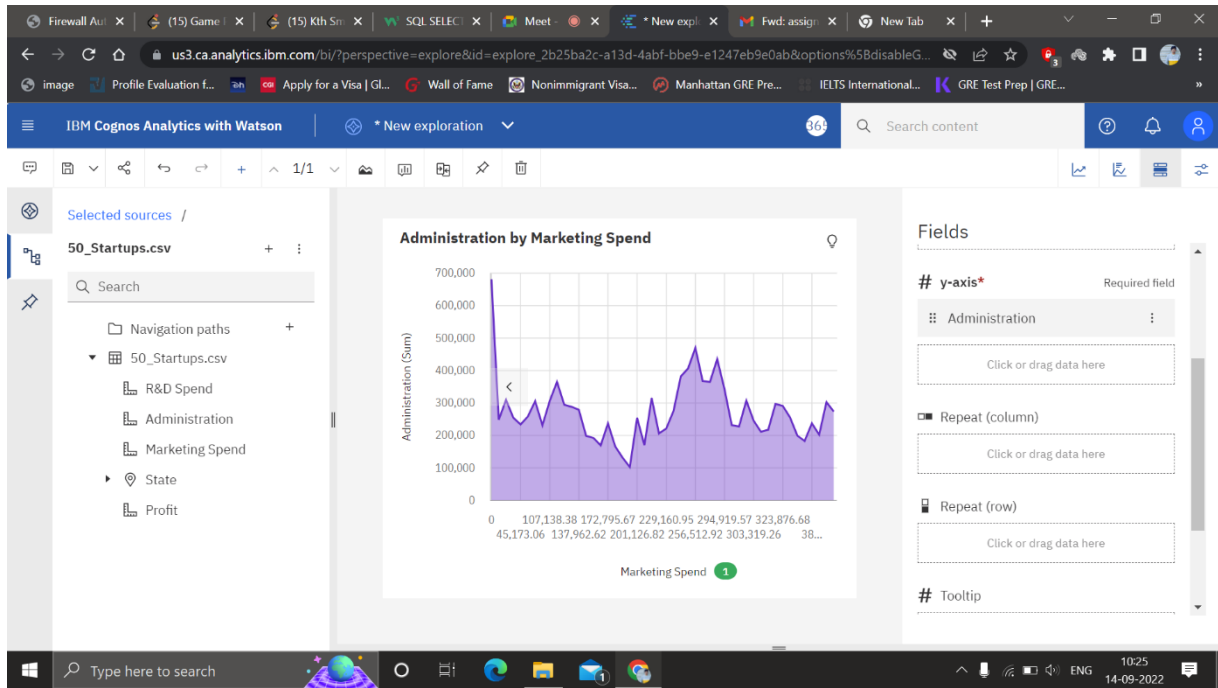 Firewall Aut
(15) Game
(15) Kth Sm
SQL SELECT
Meet -
* New expl
Fwd: assign
New Tab
us3.ca.analytics.ibm.com/bi/?perspective=explore&id=explore_2b25ba2c-a13d-4abf-bbe9-e1247eb9e0ab&options%5BdisableG...
image
Profile Evaluation f...
CGI
Apply for a Visa | Gl...
Wall of Fame
Nonimmigrant Visa...
Manhattan GRE Pre...
IELTS International...
GRE Test Prep | GRE...
»
IBM Cognos Analytics with Watson
* New exploration
365
Search content
1/1
Selected sources /
50_Startups.csv
Search
Navigation paths
50_Startups.csv
R&D Spend
Administration
Marketing Spend
State
Profit
Administration by Marketing Spend
Administration (Sum)
700,000
600,000
500,000
400,000
300,000
200,000
100,000
0
0 107,138.38 172,795.67 229,160.95 294,919.57 323,876.68
45,173.06 137,962.62 201,126.82 256,512.92 303,319.26 38...
Marketing Spend 1
Fields
# y-axis* Required field
Administration
Click or drag data here
Repeat (column)
Click or drag data here
Repeat (row)
Click or drag data here
# Tooltip
Type here to search
1
ENG
10:25
14-09-2022